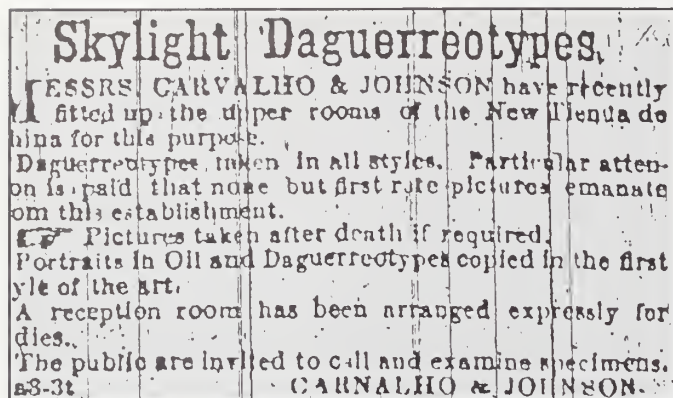 Skylight Daguerreotypes.
MESSRS. CARVALHO & JOHNSON have recently
fitted up the upper rooms of the New Tienda de
hina for this purpose.
Daguerreotypes taken in all styles. Particular atten-
on is paid that none but first rate pictures emanate
om this establishment.
☞ Pictures taken after death if required.
Portraits in Oil and Daguerreotypes copied in the first
yle of the art.
A reception room has been arranged expressly for
dies.
The public are invited to call and examine specimens.
a3-3t CARNALHO & JOHNSON.